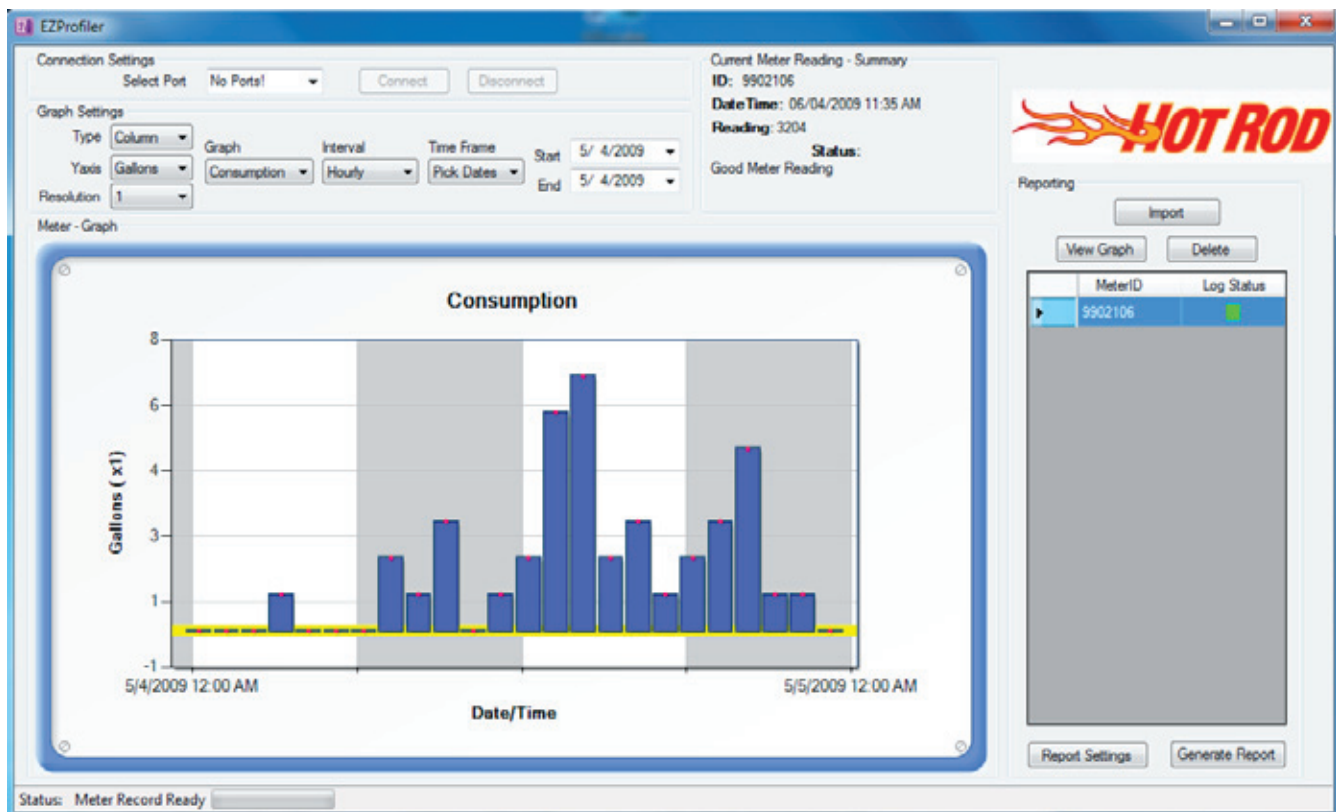 EZProfiler
Connection Settings
Select Port No Ports! Connect Disconnect
Graph Settings
Type Column
Yaxis Gallons
Resolution 1
Graph Interval Time Frame
Consumption Hourly Pick Dates
Start 5/ 4/2009
End 5/ 4/2009
Current Meter Reading - Summary
ID: 9902106
DateTime: 06/04/2009 11:35 AM
Reading: 3204
Status:
Good Meter Reading
HOT ROD
Reporting
Import
View Graph Delete
MeterID Log Status
9902106
Report Settings Generate Report
Meter - Graph
Consumption
8
6
4
3
1
-1
Gallons ( x1)
5/4/2009 12:00 AM 5/5/2009 12:00 AM
Date/Time
Status: Meter Record Ready